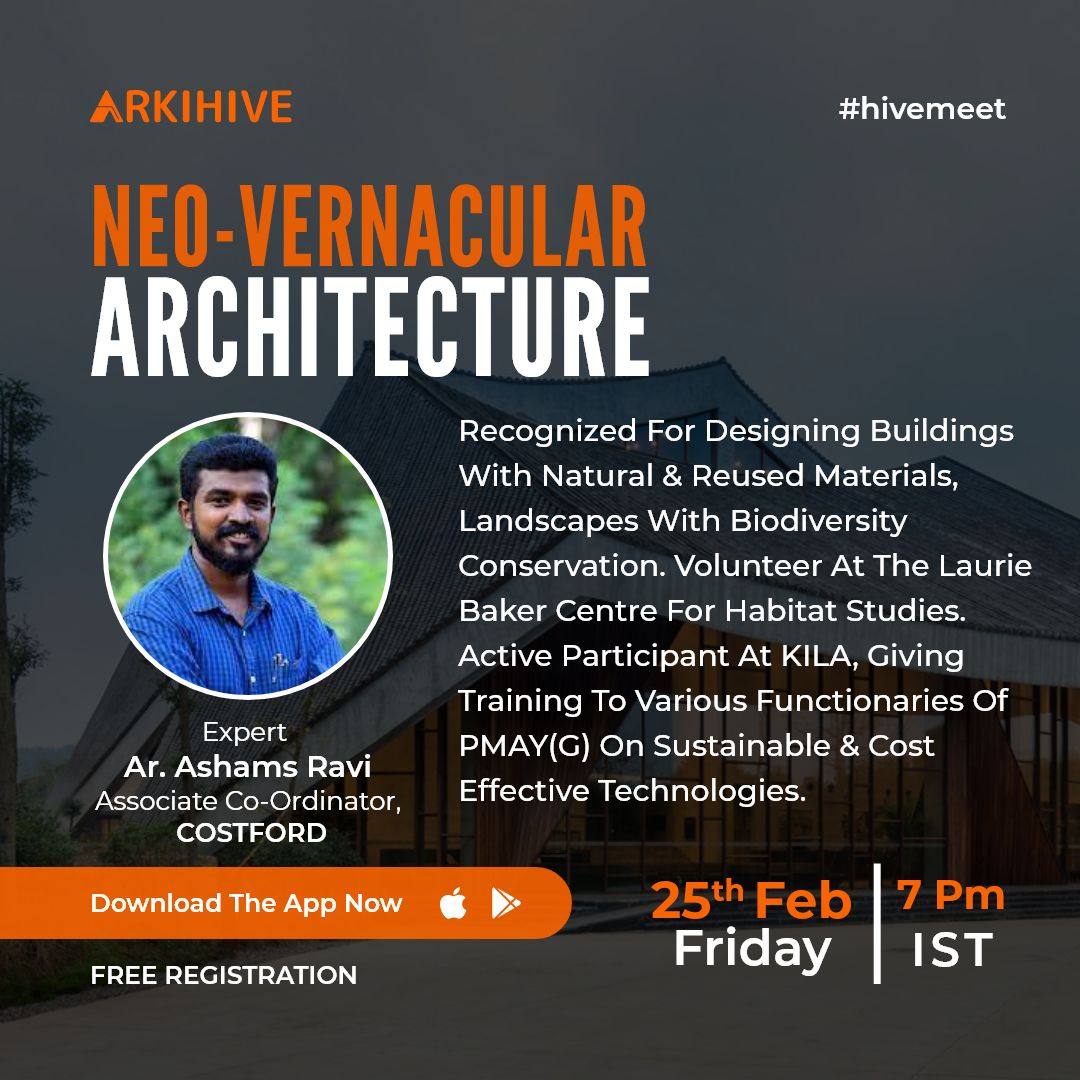 ARKIHIVE
#hivemeet
NEO-VERNACULAR
ARCHITECTURE
Recognized For Designing Buildings
With Natural & Reused Materials,
Landscapes With Biodiversity
Conservation. Volunteer At The Laurie
Baker Centre For Habitat Studies.
Active Participant At KILA, Giving
Training To Various Functionaries Of
PMAY(G) On Sustainable & Cost
Effective Technologies.
Expert
Ar. Ashams Ravi
Associate Co-Ordinator,
COSTFORD
Download The App Now
FREE REGISTRATION
25th Feb
Friday
7 Pm
IST